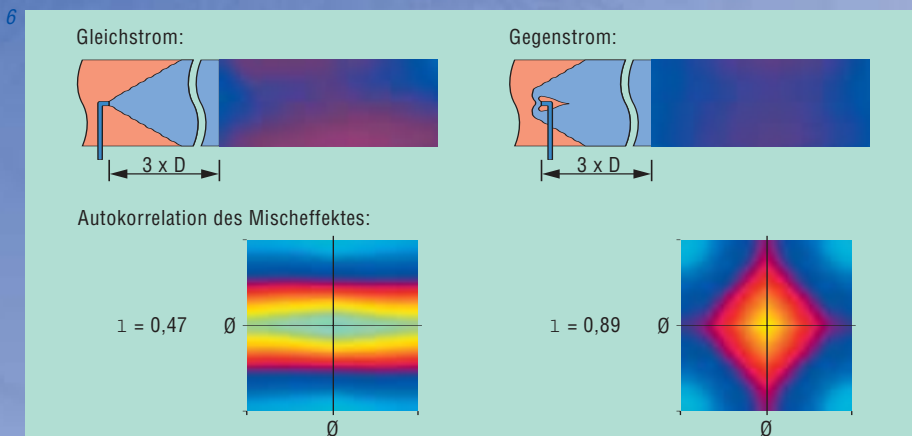 6
Gleichstrom:
Gegenstrom:
3 x D
3 x D
Autokorrelation des Mischeffektes:
l = 0,47
Ø
Ø
l = 0,89
Ø
Ø